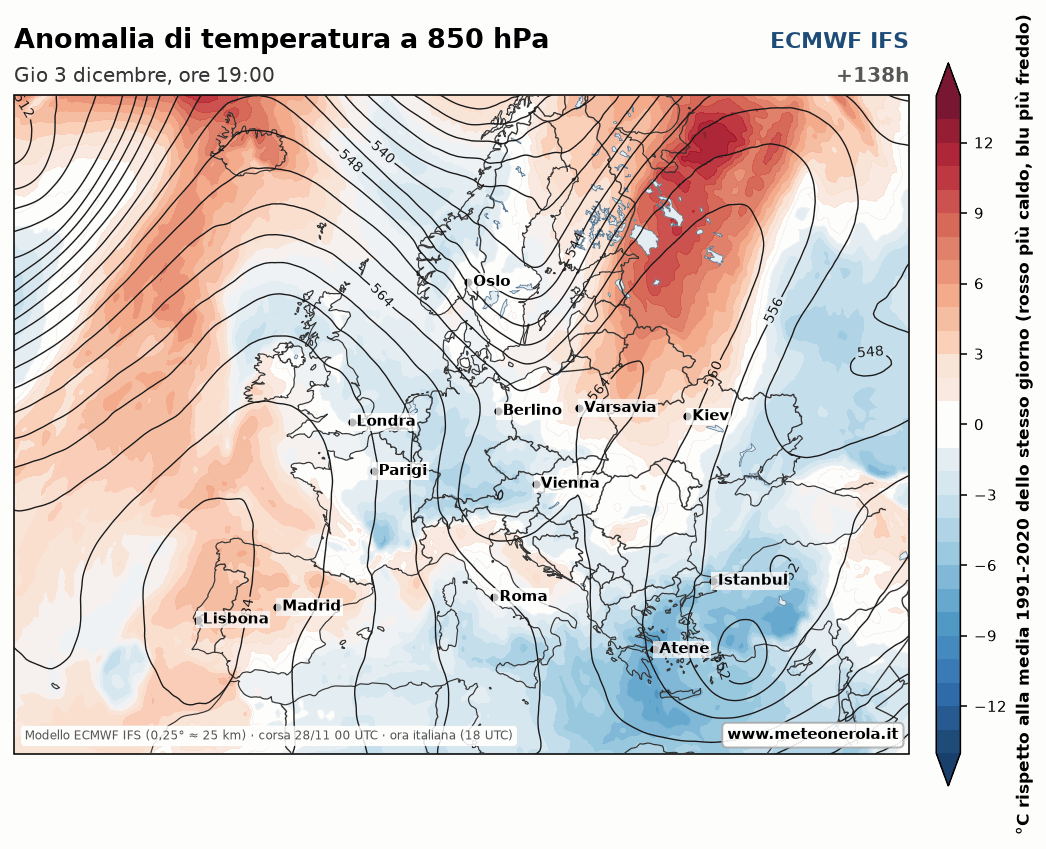 Anomalia di temperatura a 850 hPa
ECMWF IFS
Gio 3 dicembre, ore 19:00
+138h
512
540
548
564
544
556
548
560
564
Oslo
Berlino
Varsavia
Kiev
Londra
Parigi
Vienna
Istanbul
Roma
Madrid
Lisbona
Atene
552
12
9
6
3
0
−3
−6
−9
−12
°C rispetto alla media 1991-2020 dello stesso giorno (rosso più caldo, blu più freddo)
Modello ECMWF IFS (0,25° ≈ 25 km) · corsa 28/11 00 UTC · ora italiana (18 UTC)
www.meteonerola.it